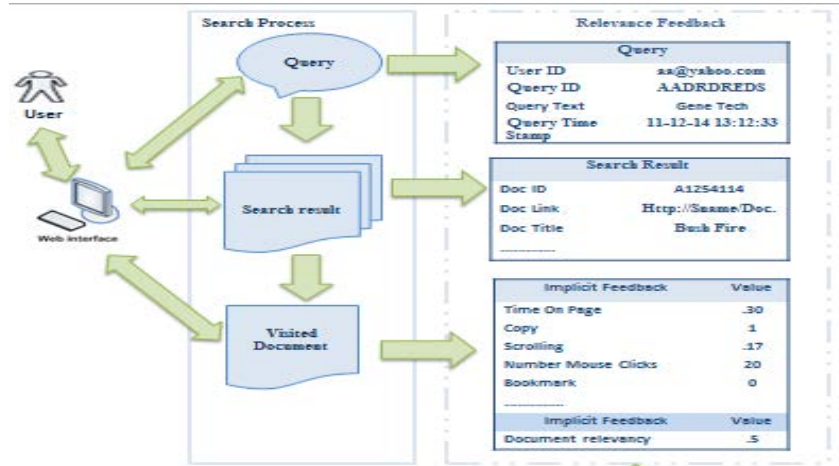 Search Process
Relevance Feedback
User
Web interface
Query
Search result
Visited
Document
Query
User ID aa@yahoo.com
Query ID AADRDREDS
Query Text Gene Tech
Query Time 11-12-14 13:12:33
Stamp
Search Result
Doc ID A1254114
Doc Link Http://Sname/Doc.
Doc Title Bush Fire
------------
Implicit Feedback Value
Time On Page .30
Copy 1
Scrolling .17
Number Mouse Clicks 20
Bookmark 0
------------
Implicit Feedback Value
Document relevancy .5